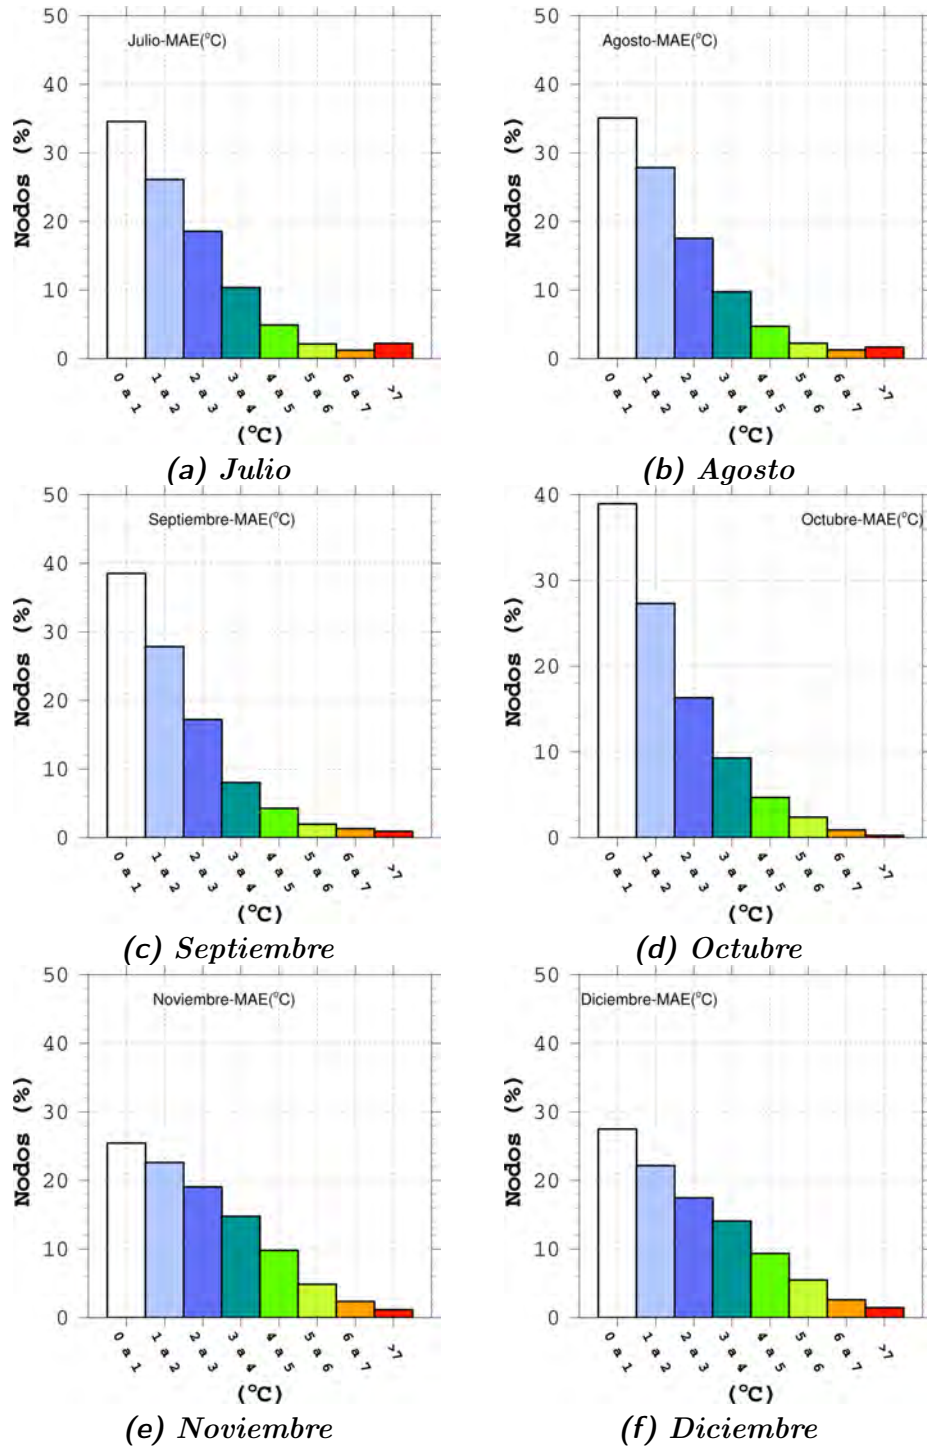 50
40
30
20
10
0
Nodos (%)
Julio-MAE(°C)
0 a 1
1 a 2
2 a 3
3 a 4
4 a 5
5 a 6
6 a 7
>7
(°C)
(a) Julio
50
40
30
20
10
0
Nodos (%)
Agosto-MAE(°C)
0 a 1
1 a 2
2 a 3
3 a 4
4 a 5
5 a 6
6 a 7
>7
(°C)
(b) Agosto
50
40
30
20
10
0
Nodos (%)
Septiembre-MAE(°C)
0 a 1
1 a 2
2 a 3
3 a 4
4 a 5
5 a 6
6 a 7
>7
(°C)
(c) Septiembre
40
30
20
10
0
Nodos (%)
Octubre-MAE(°C)
0 a 1
1 a 2
2 a 3
3 a 4
4 a 5
5 a 6
6 a 7
>7
(°C)
(d) Octubre
50
40
30
20
10
0
Nodos (%)
Noviembre-MAE(°C)
0 a 1
1 a 2
2 a 3
3 a 4
4 a 5
5 a 6
6 a 7
>7
(°C)
(e) Noviembre
50
40
30
20
10
0
Nodos (%)
Diciembre-MAE(°C)
0 a 1
1 a 2
2 a 3
3 a 4
4 a 5
5 a 6
6 a 7
>7
(°C)
(f) Diciembre